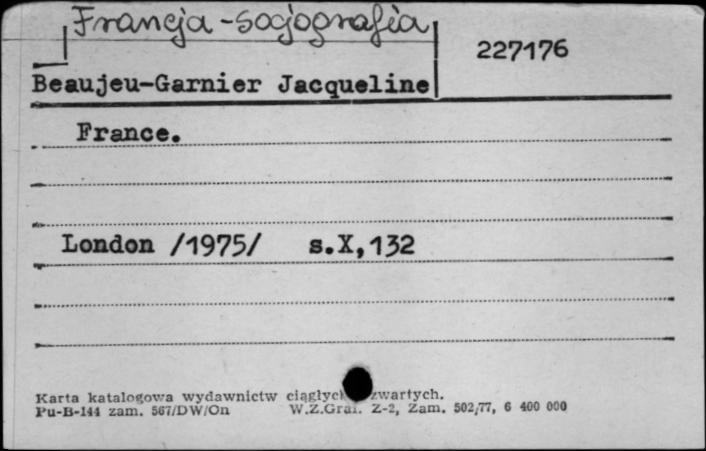 Francja - socjografia
227176
Beaujeu-Garnier Jacqueline
France.
London /1975/ s.X,132
Karta katalogowa wydawnictw ciągłych zwartych.
Pu-B-144 zam. 567/DW/On W.Z.Graf. Z-2, Zam. 502/77, 6 400 000